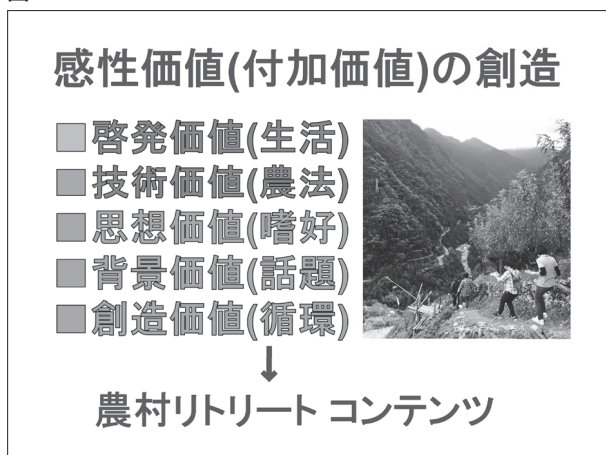 感性価値(付加価値)の創造
■啓発価値(生活)
■技術価値(農法)
■思想価値(嗜好)
■背景価値(話題)
■創造価値(循環)
↓
農村リトリート コンテンツ